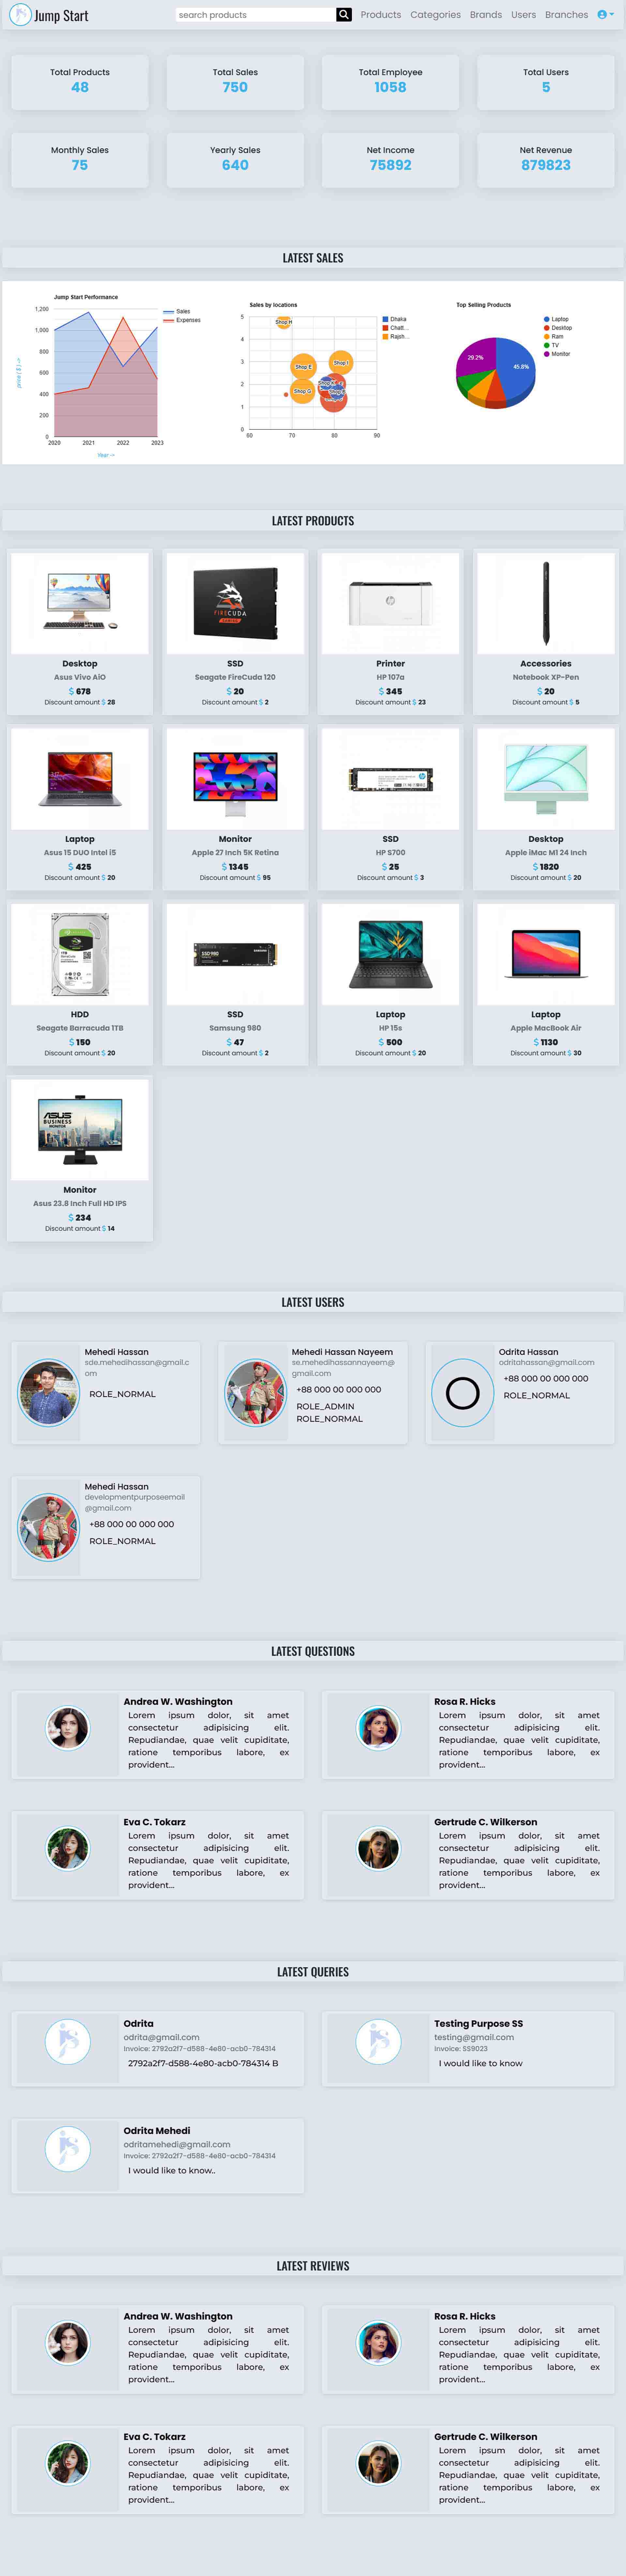 Jump Start
search products
Products Categories Brands Users Branches
Total Products
48
Total Sales
750
Total Employee
1058
Total Users
5
Monthly Sales
75
Yearly Sales
640
Net Income
75892
Net Revenue
879823
LATEST SALES
Jump Start Performance
1,200
1,000
800
600
400
200
0
2020 2021 2022 2023
price ( $ ) ->
Year ->
Sales
Expenses
Sales by locations
5
4
3
2
1
0
60 70 80 90
Shop H
Shop E
Shop I
Shop G
Dhaka
Chatt...
Rajsh...
Top Selling Products
29.2%
45.8%
Laptop
Desktop
Ram
TV
Monitor
LATEST PRODUCTS
Desktop
Asus Vivo AiO
$ 678
Discount amount $ 28
FIRECUDA
GAMING
SSD
Seagate FireCuda 120
$ 20
Discount amount $ 2
Printer
HP 107a
$ 345
Discount amount $ 23
Accessories
Notebook XP-Pen
$ 20
Discount amount $ 5
Laptop
Asus 15 DUO Intel i5
$ 425
Discount amount $ 20
Monitor
Apple 27 Inch 5K Retina
$ 1345
Discount amount $ 95
SSD
HP S700
$ 25
Discount amount $ 3
Desktop
Apple iMac M1 24 Inch
$ 1820
Discount amount $ 20
HDD
Seagate Barracuda 1TB
$ 150
Discount amount $ 20
SSD 980
SSD
Samsung 980
$ 47
Discount amount $ 2
Laptop
HP 15s
$ 500
Discount amount $ 20
Laptop
Apple MacBook Air
$ 1130
Discount amount $ 30
ASUS
BUSINESS
MONITOR
Monitor
Asus 23.8 Inch Full HD IPS
$ 234
Discount amount $ 14
LATEST USERS
Mehedi Hassan
sde.mehedihassan@gmail.c
om
ROLE_NORMAL
Mehedi Hassan Nayeem
se.mehedihassannayeem@
gmail.com
+88 000 00 000 000
ROLE_ADMIN
ROLE_NORMAL
Odrita Hassan
odritahassan@gmail.com
+88 000 00 000 000
ROLE_NORMAL
Mehedi Hassan
developmentpurposeemail
@gmail.com
+88 000 00 000 000
ROLE_NORMAL
LATEST QUESTIONS
Andrea W. Washington
Lorem ipsum dolor, sit amet
consectetur adipisicing elit.
Repudiandae, quae velit cupiditate,
ratione temporibus labore, ex
provident...
Rosa R. Hicks
Lorem ipsum dolor, sit amet
consectetur adipisicing elit.
Repudiandae, quae velit cupiditate,
ratione temporibus labore, ex
provident...
Eva C. Tokarz
Lorem ipsum dolor, sit amet
consectetur adipisicing elit.
Repudiandae, quae velit cupiditate,
ratione temporibus labore, ex
provident...
Gertrude C. Wilkerson
Lorem ipsum dolor, sit amet
consectetur adipisicing elit.
Repudiandae, quae velit cupiditate,
ratione temporibus labore, ex
provident...
LATEST QUERIES
Odrita
odrita@gmail.com
Invoice: 2792a2f7-d588-4e80-acb0-784314
2792a2f7-d588-4e80-acb0-784314 B
Testing Purpose SS
testing@gmail.com
Invoice: SS9023
I would like to know
Odrita Mehedi
odritamehedi@gmail.com
Invoice: 2792a2f7-d588-4e80-acb0-784314
I would like to know..
LATEST REVIEWS
Andrea W. Washington
Lorem ipsum dolor, sit amet
consectetur adipisicing elit.
Repudiandae, quae velit cupiditate,
ratione temporibus labore, ex
provident...
Rosa R. Hicks
Lorem ipsum dolor, sit amet
consectetur adipisicing elit.
Repudiandae, quae velit cupiditate,
ratione temporibus labore, ex
provident...
Eva C. Tokarz
Lorem ipsum dolor, sit amet
consectetur adipisicing elit.
Repudiandae, quae velit cupiditate,
ratione temporibus labore, ex
provident...
Gertrude C. Wilkerson
Lorem ipsum dolor, sit amet
consectetur adipisicing elit.
Repudiandae, quae velit cupiditate,
ratione temporibus labore, ex
provident...